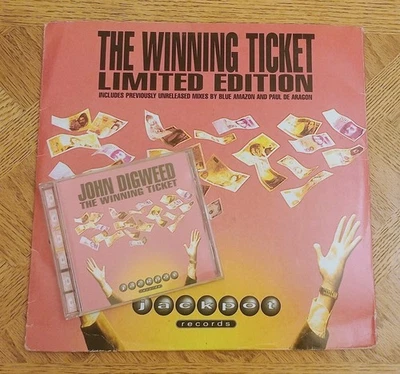 THE WINNING TICKET
LIMITED EDITION
INCLUDES PREVIOUSLY UNRELEASED MIXES BY BLUE AMAZON AND PAUL DE ARAGON
JOHN DIGWEED
THE WINNING TICKET
jackpot
records